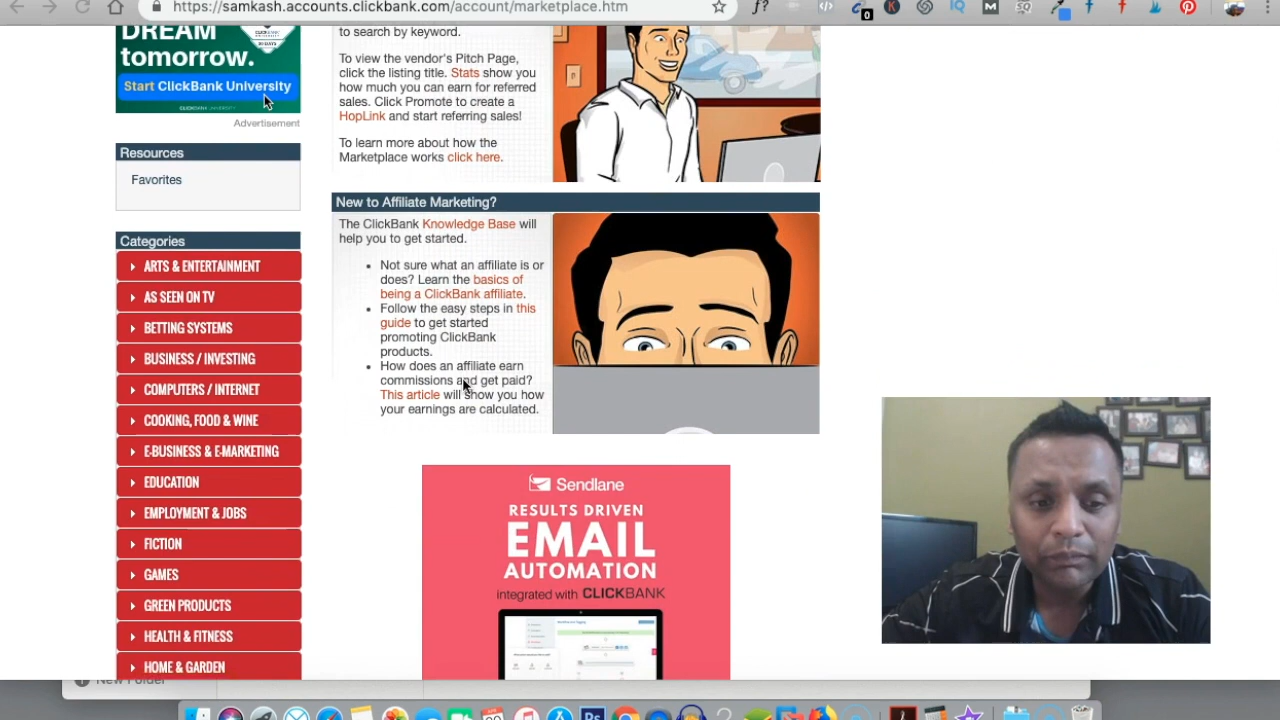 https://samkash.accounts.clickbank.com/account/marketplace.htm
DREAM
tomorrow.
Start ClickBank University
CLICKBANK UNIVERSITY
Advertisement
Resources
Favorites
Categories
ARTS & ENTERTAINMENT
AS SEEN ON TV
BETTING SYSTEMS
BUSINESS / INVESTING
COMPUTERS / INTERNET
COOKING, FOOD & WINE
E-BUSINESS & E-MARKETING
EDUCATION
EMPLOYMENT & JOBS
FICTION
GAMES
GREEN PRODUCTS
HEALTH & FITNESS
HOME & GARDEN
to search by keyword.
To view the vendor's Pitch Page,
click the listing title. Stats show you
how much you can earn for referred
sales. Click Promote to create a
HopLink and start referring sales!
To learn more about how the
Marketplace works click here.
New to Affiliate Marketing?
The ClickBank Knowledge Base will
help you to get started.
Not sure what an affiliate is or
does? Learn the basics of
being a ClickBank affiliate.
Follow the easy steps in this
guide to get started
promoting ClickBank
products.
How does an affiliate earn
commissions and get paid?
This article will show you how
your earnings are calculated.
Sendlane
RESULTS DRIVEN
EMAIL
AUTOMATION
integrated with CLICKBANK
New Folder